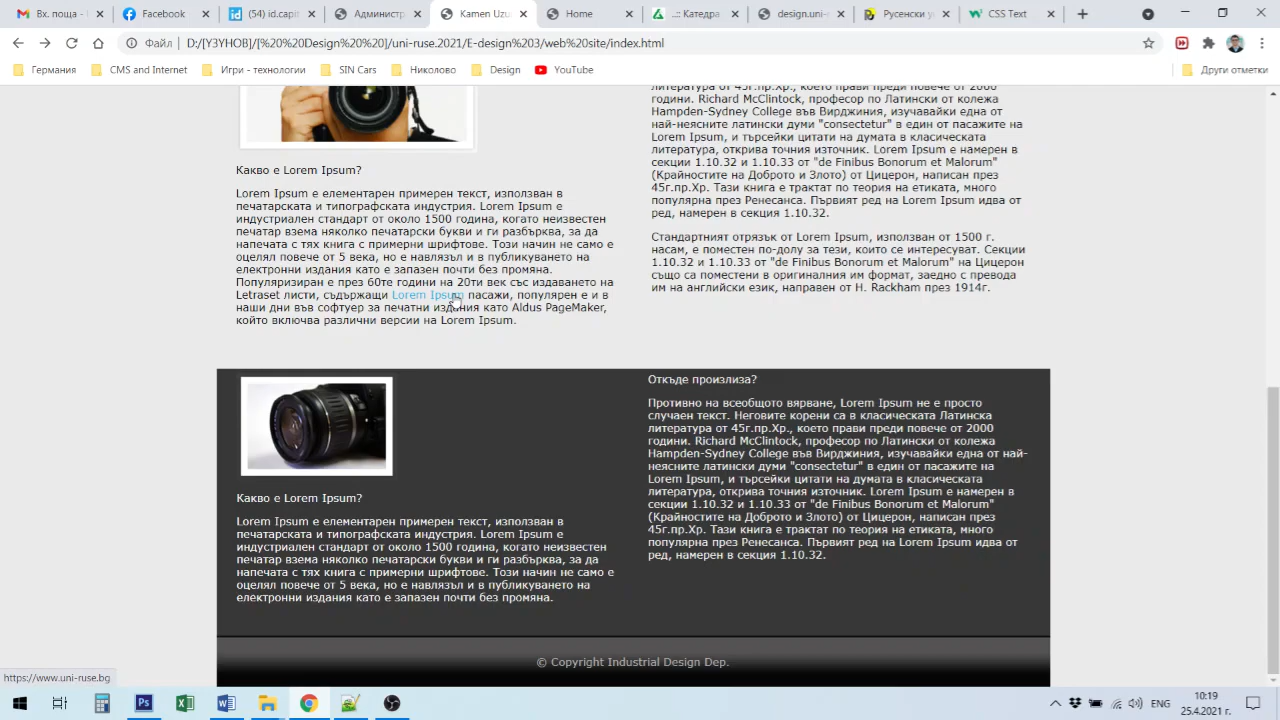 Вх. поща -
Facebook
(54) id.capit
Администр
Kamen Uzu
Home
..:: Катедра
design.uni-
Русенски у
CSS Text
Файл
D:/[УЗУНОВ]/[%20%20Design%20%20]/uni-ruse.2021/E-design%203/web%20site/index.html
Германия
CMS and Internet
Игри - технологии
SIN Cars
Николово
Design
YouTube
Други отметки
Какво е Lorem Ipsum?
Lorem Ipsum е елементарен примерен текст, използван в
печатарската и типографската индустрия. Lorem Ipsum е
индустриален стандарт от около 1500 година, когато неизвестен
печатар взема няколко печатарски букви и ги разбърква, за да
напечата с тях книга с примерни шрифтове. Този начин не само е
оцелял повече от 5 века, но е навлязъл и в публикуването на
електронни издания като е запазен почти без промяна.
Популяризиран е през 60те години на 20ти век със издаването на
Letraset листи, съдържащи Lorem Ipsum пасажи, популярен е и в
наши дни във софтуер за печатни издания като Aldus PageMaker,
който включва различни версии на Lorem Ipsum.
литература от 45г.пр.Хр., което прави преди повече от 2000
години. Richard McClintock, професор по Латински от колежа
Hampden-Sydney College във Вирджиния, изучавайки една от
най-неясните латински думи "consectetur" в един от пасажите на
Lorem Ipsum, и търсейки цитати на думата в класическата
литература, открива точния източник. Lorem Ipsum е намерен в
секции 1.10.32 и 1.10.33 от "de Finibus Bonorum et Malorum"
(Крайностите на Доброто и Злото) от Цицерон, написан през
45г.пр.Хр. Тази книга е трактат по теория на етиката, много
популярна през Ренесанса. Първият ред на Lorem Ipsum идва от
ред, намерен в секция 1.10.32.
Стандартният отрязък от Lorem Ipsum, използван от 1500 г.
насам, е поместен по-долу за тези, които се интересуват. Секции
1.10.32 и 1.10.33 от "de Finibus Bonorum et Malorum" на Цицерон
също са поместени в оригиналния им формат, заедно с превода
им на английски език, направен от H. Rackham през 1914г.
Какво е Lorem Ipsum?
Lorem Ipsum е елементарен примерен текст, използван в
печатарската и типографската индустрия. Lorem Ipsum е
индустриален стандарт от около 1500 година, когато неизвестен
печатар взема няколко печатарски букви и ги разбърква, за да
напечата с тях книга с примерни шрифтове. Този начин не само е
оцелял повече от 5 века, но е навлязъл и в публикуването на
електронни издания като е запазен почти без промяна.
Откъде произлиза?
Противно на всеобщото вярване, Lorem Ipsum не е просто
случаен текст. Неговите корени са в класическата Латинска
литература от 45г.пр.Хр., което прави преди повече от 2000
години. Richard McClintock, професор по Латински от колежа
Hampden-Sydney College във Вирджиния, изучавайки една от най-
неясните латински думи "consectetur" в един от пасажите на
Lorem Ipsum, и търсейки цитати на думата в класическата
литература, открива точния източник. Lorem Ipsum е намерен в
секции 1.10.32 и 1.10.33 от "de Finibus Bonorum et Malorum"
(Крайностите на Доброто и Злото) от Цицерон, написан през
45г.пр.Хр. Тази книга е трактат по теория на етиката, много
популярна през Ренесанса. Първият ред на Lorem Ipsum идва от
ред, намерен в секция 1.10.32.
© Copyright Industrial Design Dep.
https://www.uni-ruse.bg
ENG
10:19
25.4.2021 г.